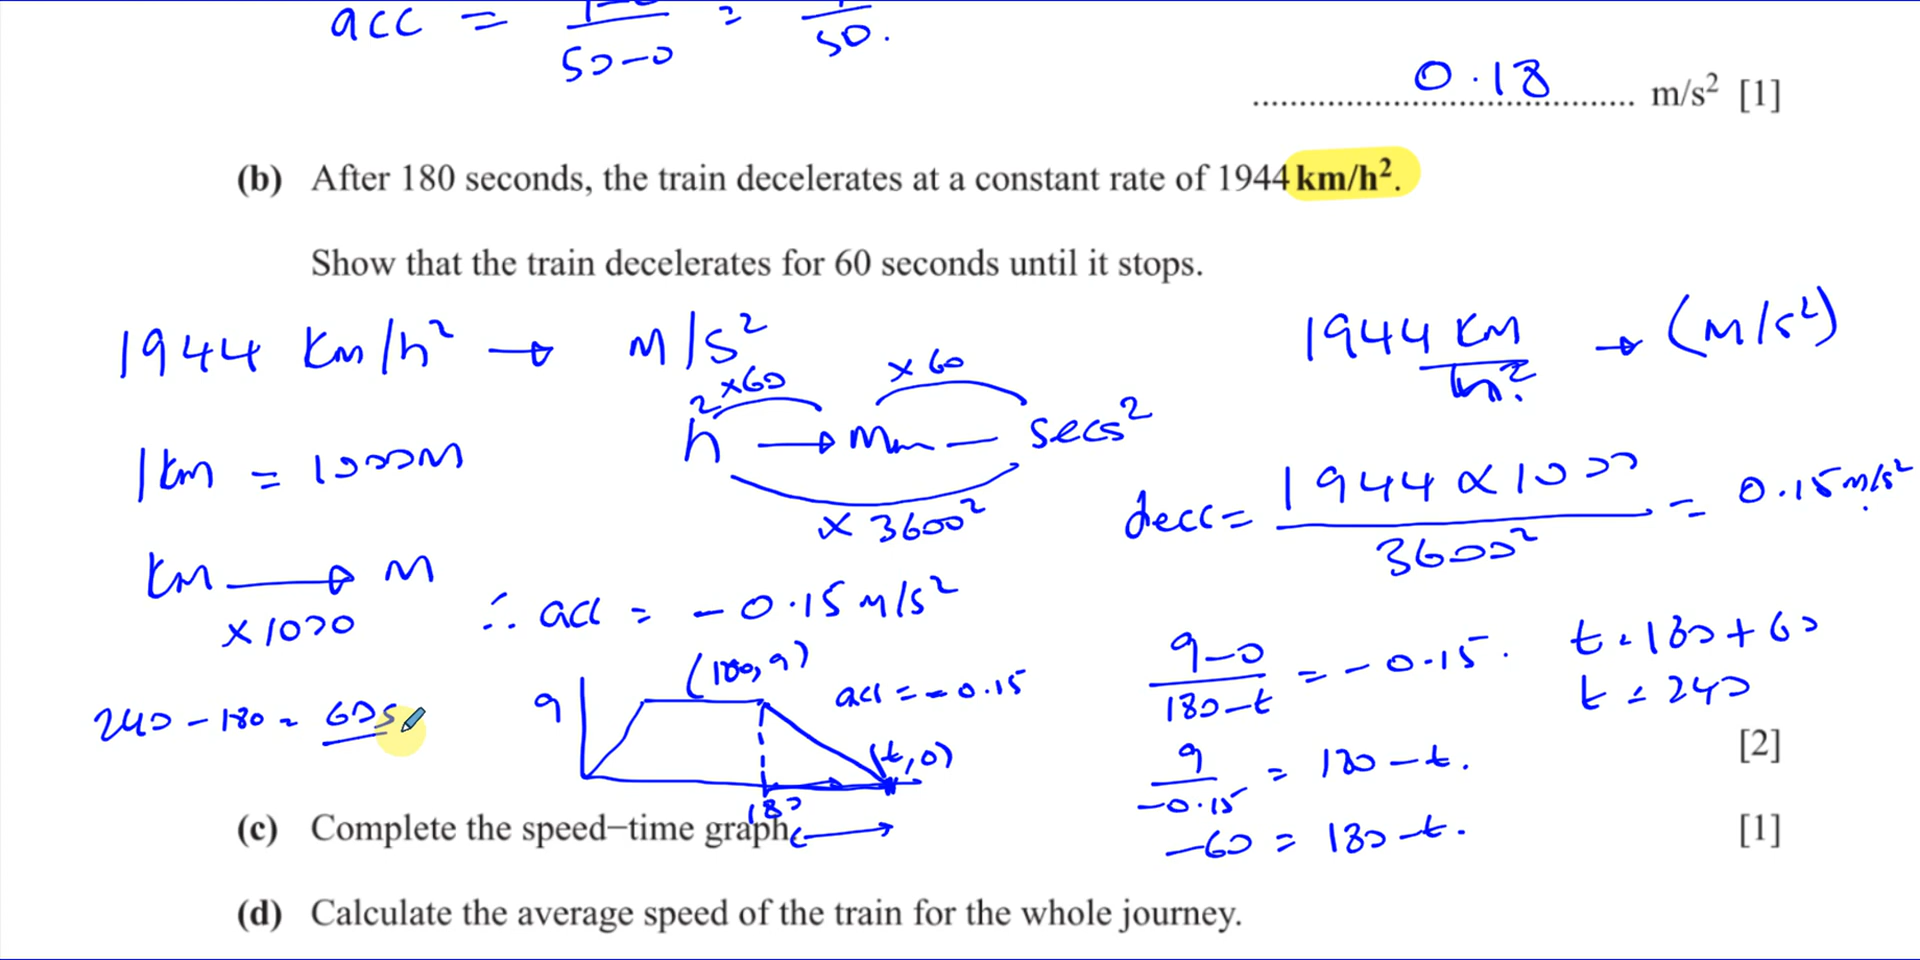 acc = 50-0 = 50.
0.18
m/s² [1]
(b) After 180 seconds, the train decelerates at a constant rate of 1944 km/h².
Show that the train decelerates for 60 seconds until it stops.
1944 km/h² → m/s²
1944 km/h² → (m/s²)
×60 ×60
h² → Min — secs²
× 3600²
1km = 1000m
decc = 1944 × 1000 / 3600² = 0.15 m/s²
km → m
×1000
∴ acc = -0.15 m/s²
(180, 9)
acc = -0.15
9
(t, 0)
180
9-0 / 180-t = -0.15.
t = 180 + 60
t = 240
240 - 180 = 60s
9 / -0.15 = 180 - t.
[2]
-60 = 180 - t.
(c) Complete the speed–time graph. [1]
(d) Calculate the average speed of the train for the whole journey.